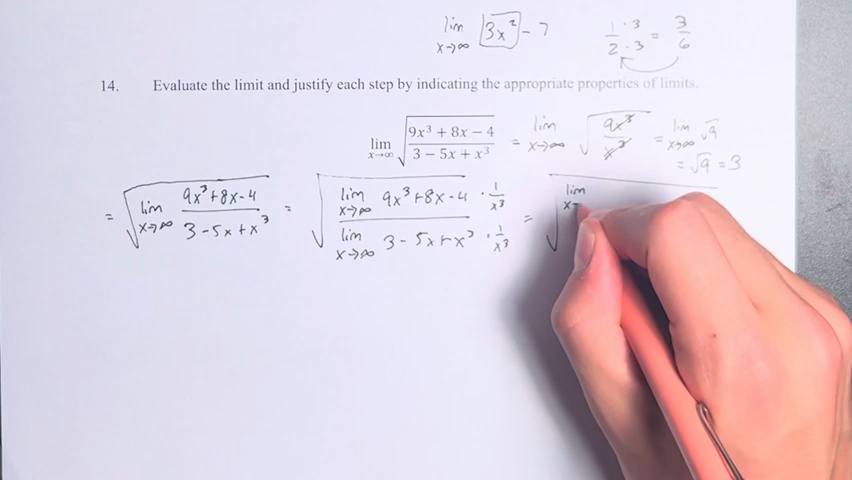 lim x→∞ 3x² - 7
1/2 · 3/3 = 3/6
14. Evaluate the limit and justify each step by indicating the appropriate properties of limits.
lim x→∞ √((9x³ + 8x − 4)/(3 − 5x + x³)) = lim x→∞ √(9x³/x³) = lim x→∞ √9
= √9 = 3
= √(lim x→∞ (9x³+8x-4)/(3-5x+x³)) = √((lim x→∞ 9x³+8x-4 · 1/x³)/(lim x→∞ 3-5x+x³ · 1/x³)) = √(lim x→